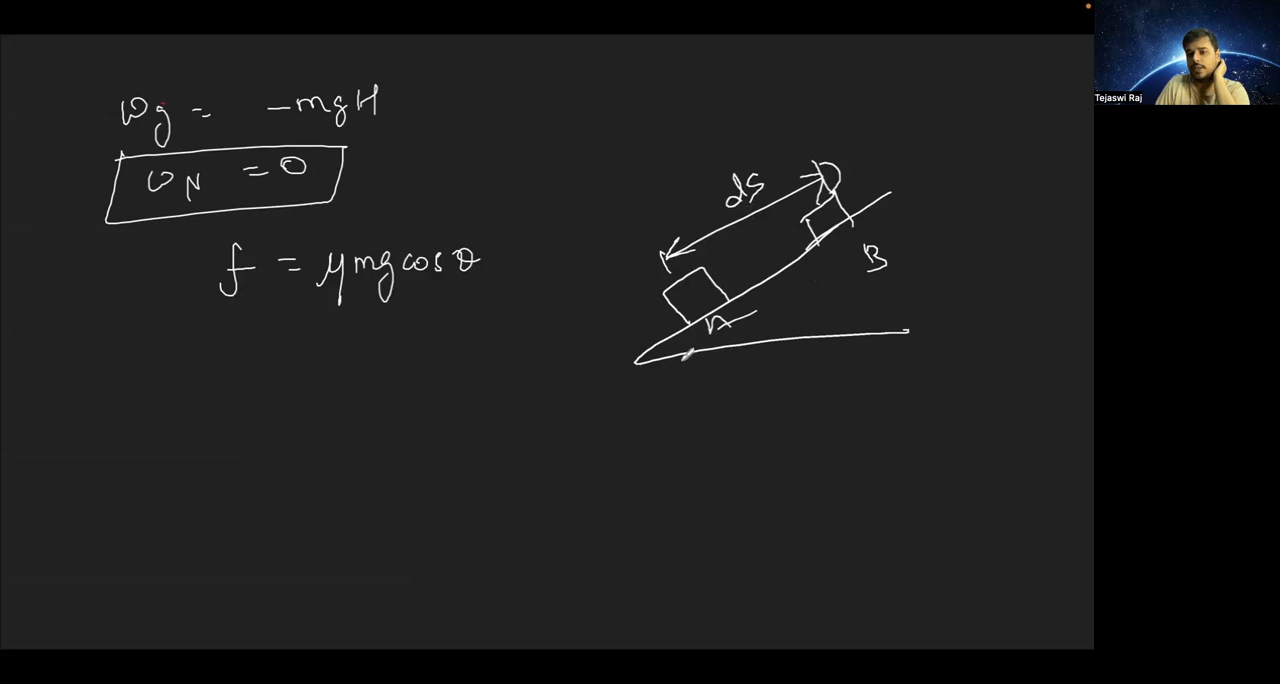 Wg = -mgH
WN = 0
f = μmg cos θ
ds
A
B
Tejaswi Raj